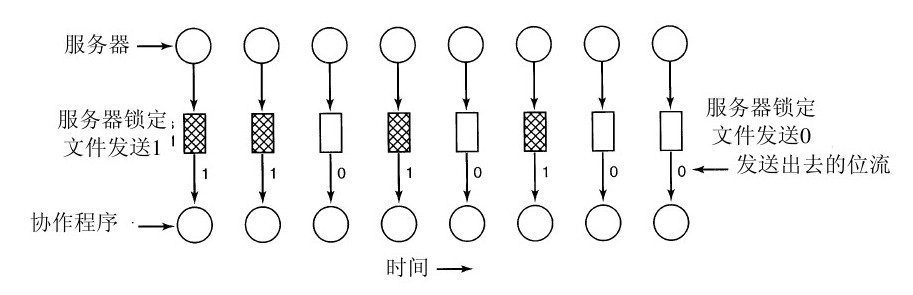 服务器
服务器锁定
文件发送1
服务器锁定
文件发送0
1 1 0 1 0 1 0 0
发送出去的位流
协作程序
时间